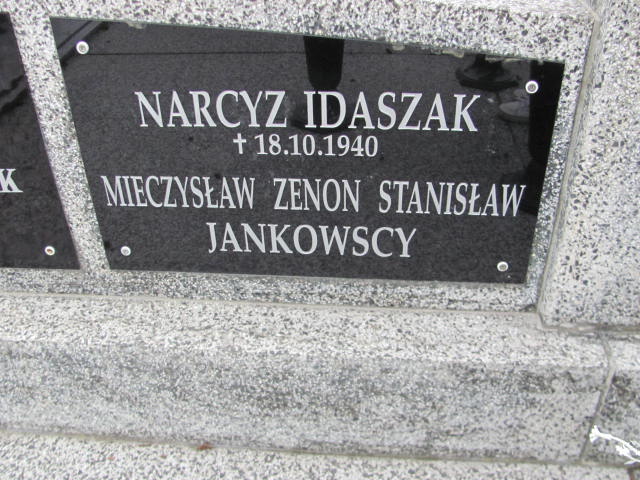 NARCYZ IDASZAK
✝ 18.10.1940
MIECZYSŁAW ZENON STANISŁAW
JANKOWSCY
K